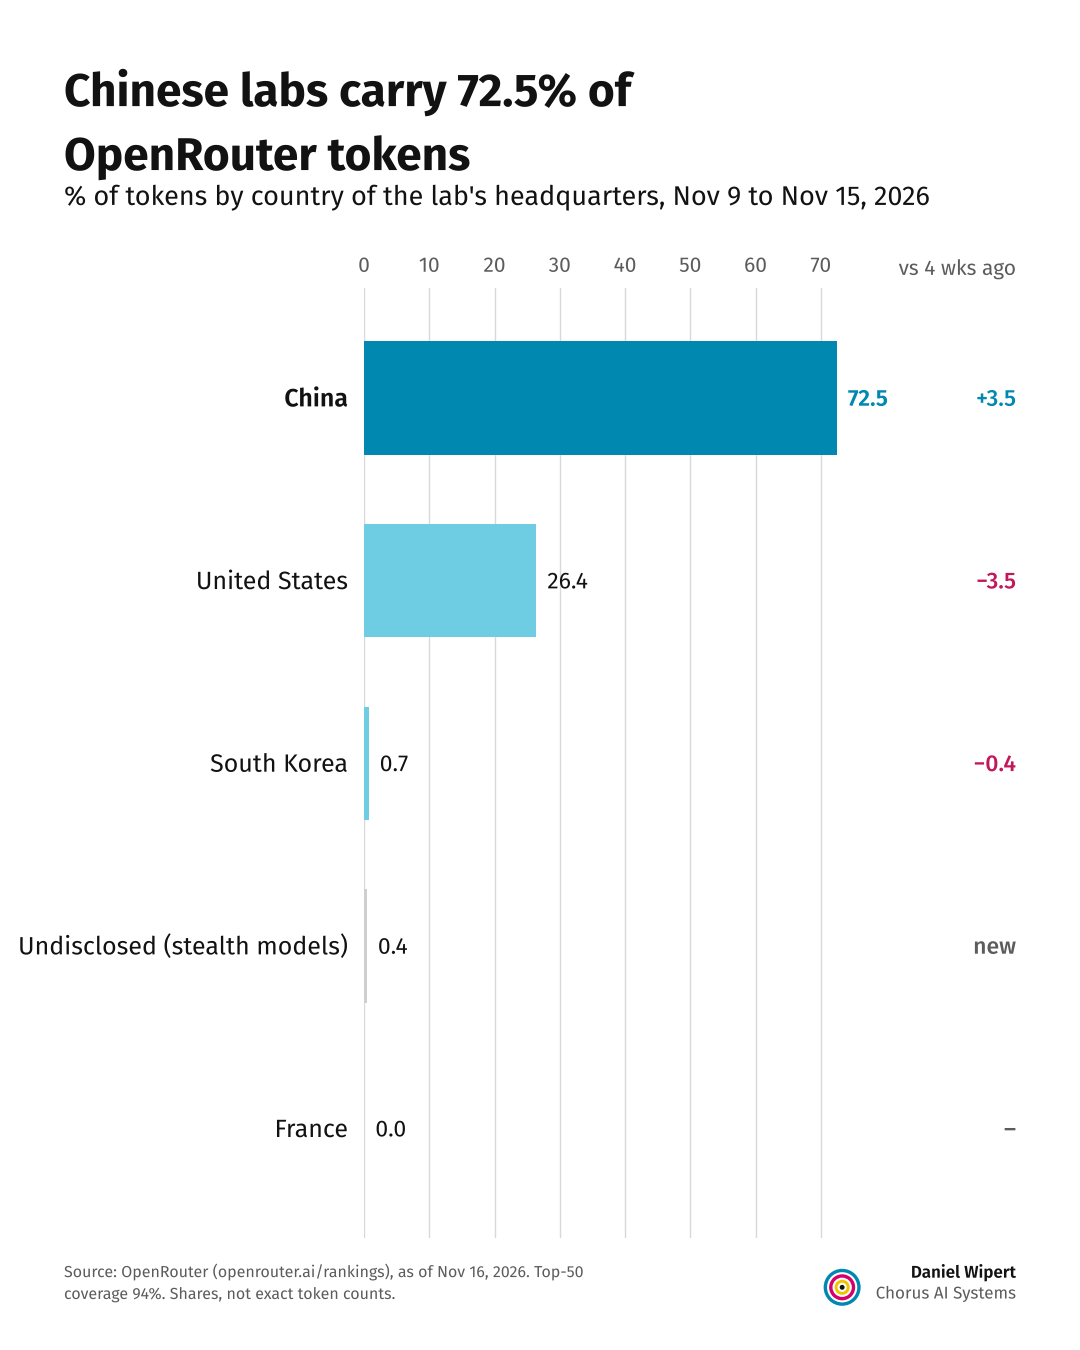 Chinese labs carry 72.5% of
OpenRouter tokens
% of tokens by country of the lab's headquarters, Nov 9 to Nov 15, 2026
0 10 20 30 40 50 60 70 vs 4 wks ago
China 72.5 +3.5
United States 26.4 −3.5
South Korea 0.7 −0.4
Undisclosed (stealth models) 0.4 new
France 0.0 –
Source: OpenRouter (openrouter.ai/rankings), as of Nov 16, 2026. Top-50
coverage 94%. Shares, not exact token counts.
Daniel Wipert
Chorus AI Systems